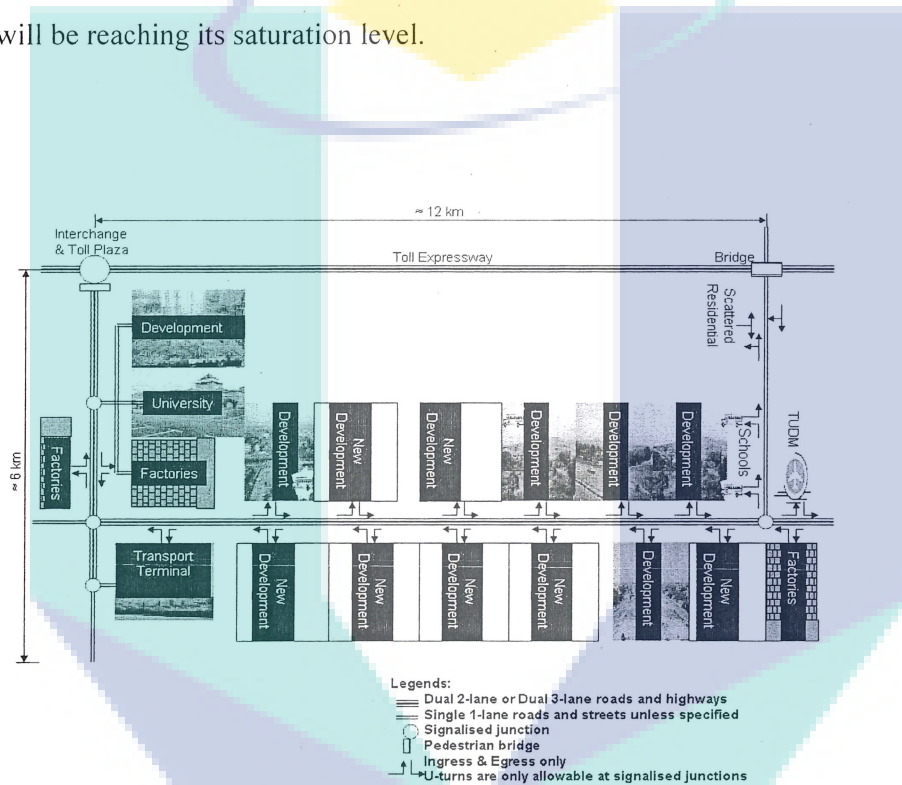 will be reaching its saturation level.
≈ 12 km
Interchange
& Toll Plaza
Toll Expressway
Bridge
Scattered
Residential
Development
University
Factories
Factories
≈ 6 km
Development
New
Development
New
Development
Development
Development
Development
Schools
TUDM
Transport
Terminal
New
Development
New
Development
New
Development
New
Development
Development
New
Development
Factories
Legends:
Dual 2-lane or Dual 3-lane roads and highways
Single 1-lane roads and streets unless specified
Signalised junction
Pedestrian bridge
Ingress & Egress only
U-turns are only allowable at signalised junctions